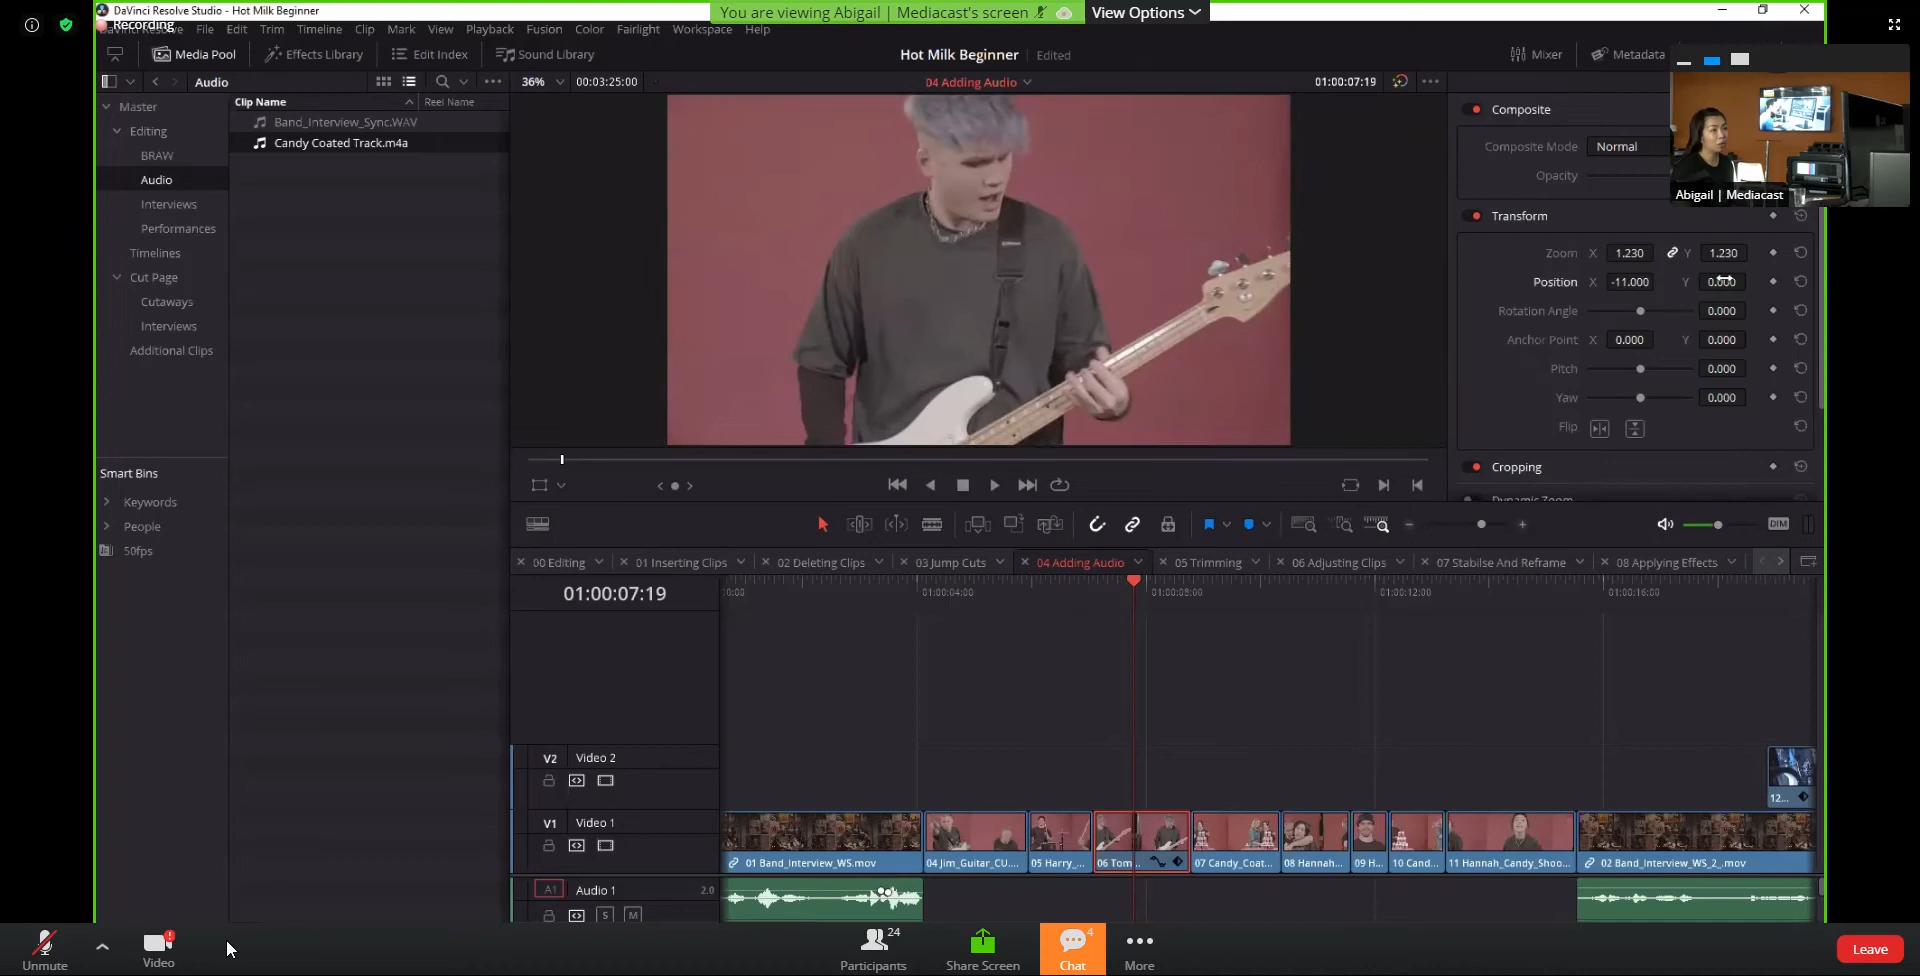 DaVinci Resolve Studio - Hot Milk Beginner
You are viewing Abigail | Mediacast's screen
View Options
Recording
File Edit Trim Timeline Clip Mark View Playback Fusion Color Fairlight Workspace Help
Media Pool Effects Library Edit Index Sound Library
Hot Milk Beginner Edited
Mixer Metadata
Audio
36% 00:03:25:00
04 Adding Audio
01:00:07:19
Clip Name Reel Name
Band_Interview_Sync.WAV
Candy Coated Track.m4a
Master
Editing
BRAW
Audio
Interviews
Performances
Timelines
Cut Page
Cutaways
Interviews
Additional Clips
Smart Bins
Keywords
People
50fps
Composite
Composite Mode Normal
Opacity
Abigail | Mediacast
Transform
Zoom X 1.230 Y 1.230
Position X -11.000 Y 0.000
Rotation Angle 0.000
Anchor Point X 0.000 Y 0.000
Pitch 0.000
Yaw 0.000
Flip
Cropping
Dynamic Zoom
DIM
00 Editing 01 Inserting Clips 02 Deleting Clips 03 Jump Cuts 04 Adding Audio 05 Trimming 06 Adjusting Clips 07 Stabilse And Reframe 08 Applying Effects
01:00:07:19
:00 01:00:04:00 01:00:08:00 01:00:12:00 01:00:16:00
V2 Video 2
12...
V1 Video 1
01 Band_Interview_WS.mov 04 Jim_Guitar_CU.... 05 Harry_... 06 Tom... 07 Candy_Coat... 08 Hannah... 09 H... 10 Cand... 11 Hannah_Candy_Shoo... 02 Band_Interview_WS_2_.mov
A1 Audio 1 2.0
S M
Unmute
Video
Participants 24
Share Screen
Chat 4
More
Leave